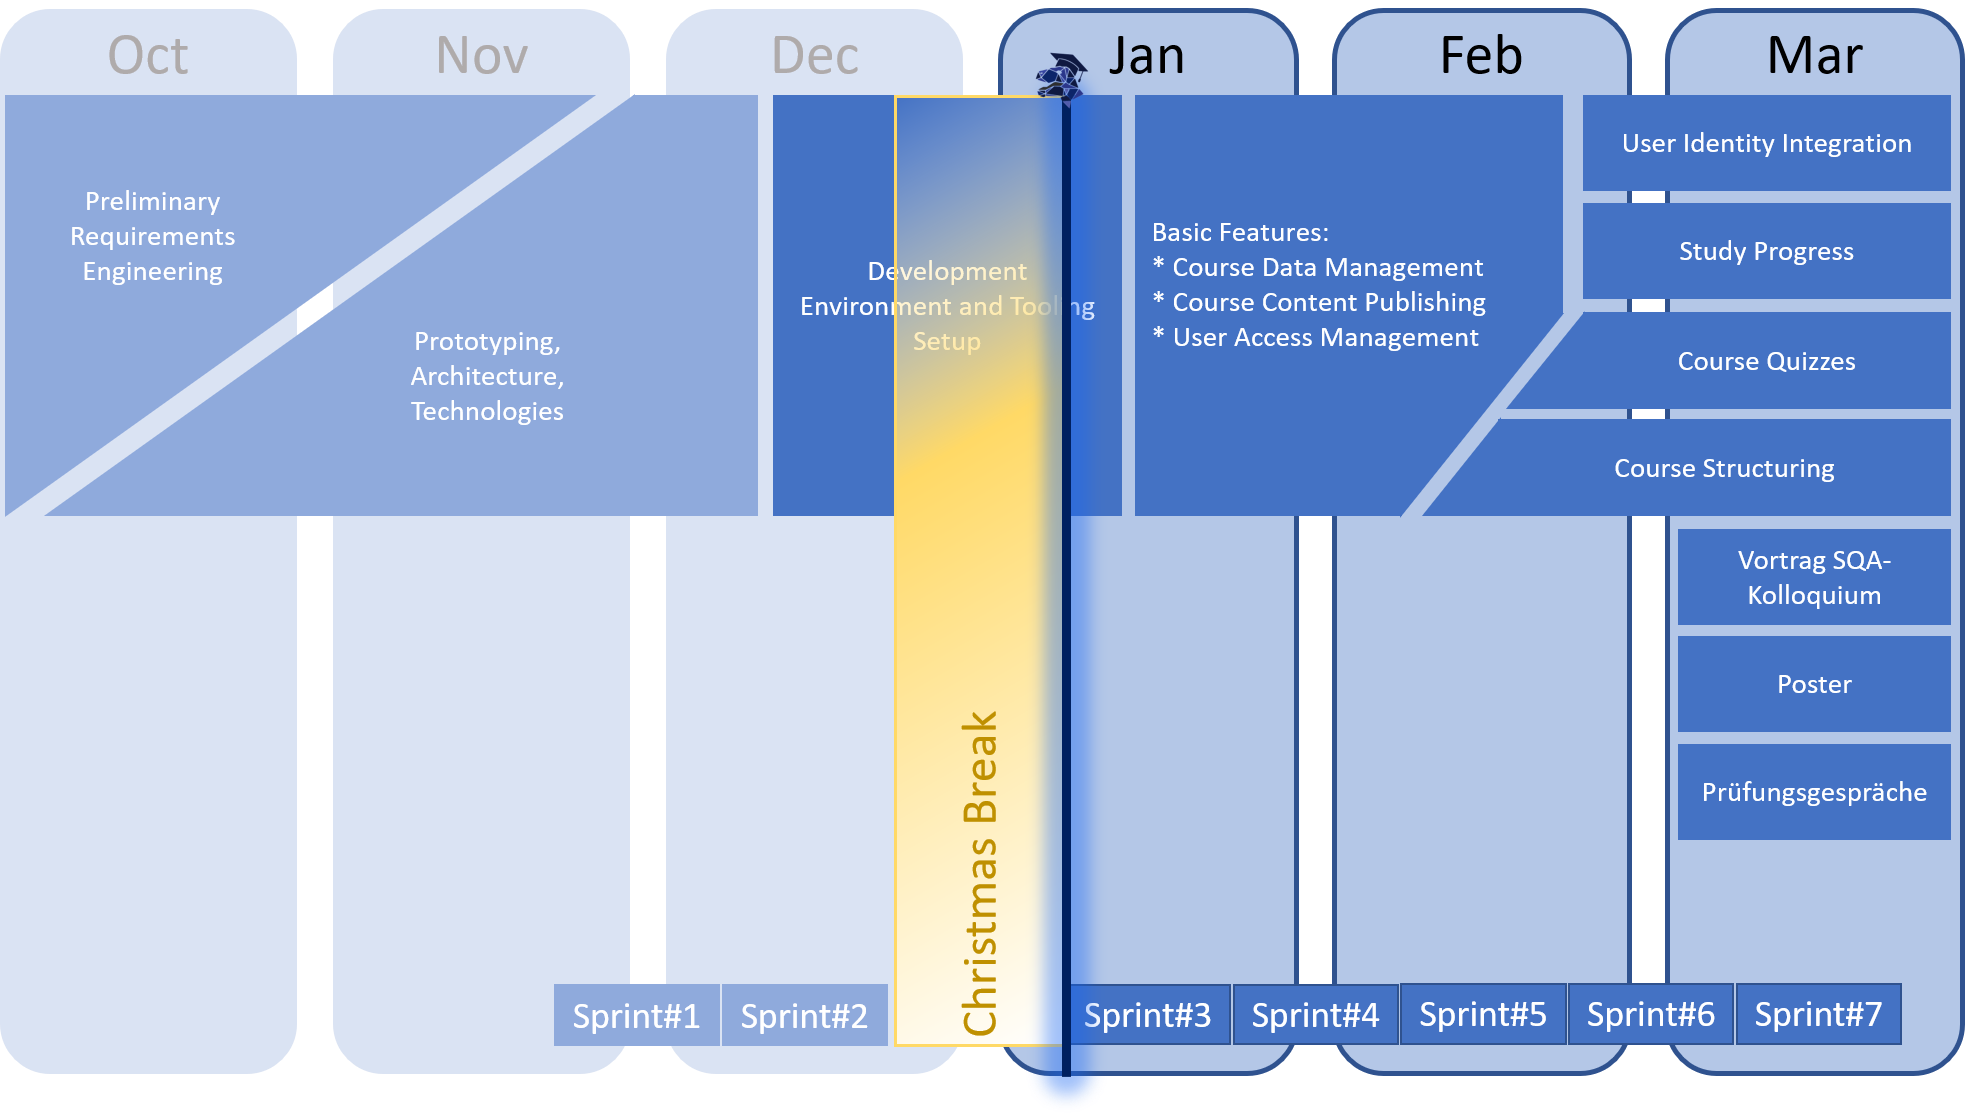 Oct
Nov
Dec
Jan
Feb
Mar
Preliminary
Requirements
Engineering
Prototyping,
Architecture,
Technologies
Development
Environment and Tooling
Setup
Basic Features:
* Course Data Management
* Course Content Publishing
* User Access Management
User Identity Integration
Study Progress
Course Quizzes
Course Structuring
Vortrag SQA-
Kolloquium
Poster
Prüfungsgespräche
Christmas Break
Sprint#1
Sprint#2
Sprint#3
Sprint#4
Sprint#5
Sprint#6
Sprint#7